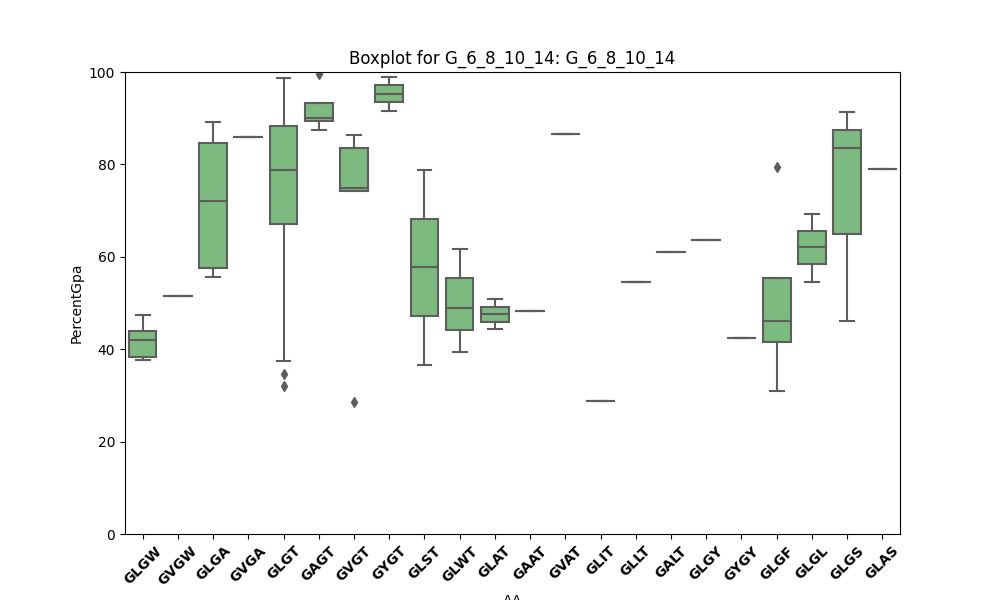 Boxplot for G_6_8_10_14: G_6_8_10_14
100
80
60
40
20
0
PercentGpa
GLGW GVGW GLGA GVGA GLGT GAGT GVGT GYGT GLST GLWT GLAT GAAT GVAT GLIT GLLT GALT GLGY GYGY GLGF GLGL GLGS GLAS
AA